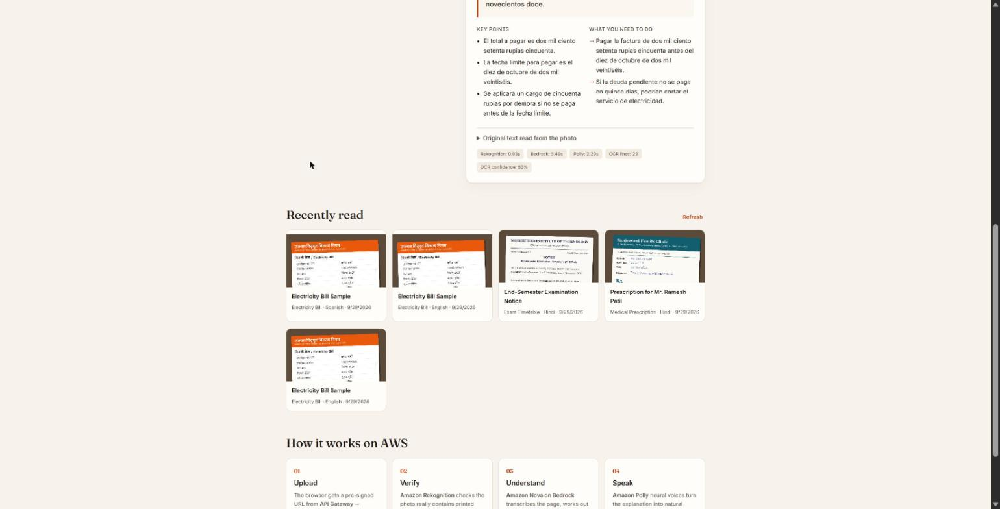 novecientos doce.
KEY POINTS
• El total a pagar es dos mil ciento
setenta rupias cincuenta.
• La fecha límite para pagar es el
diez de octubre de dos mil
veintiséis.
• Se aplicará un cargo de cincuenta
rupias por demora si no se paga
antes de la fecha límite.
WHAT YOU NEED TO DO
→ Pagar la factura de dos mil ciento
setenta rupias cincuenta antes del
diez de octubre de dos mil
veintiséis.
→ Si la deuda pendiente no se paga
en quince días, podrían cortar el
servicio de electricidad.
▶ Original text read from the photo
Rekognition: 0.93s
Bedrock: 5.49s
Polly: 2.29s
OCR lines: 23
OCR confidence: 53%
Recently read
Refresh
बिजली बिल / Electricity Bill
Electricity Bill Sample
Electricity Bill · Spanish · 9/29/2026
बिजली बिल / Electricity Bill
Electricity Bill Sample
Electricity Bill · English · 9/29/2026
NORTHFIELD INSTITUTE OF TECHNOLOGY
NOTICE
End-Semester Examination
Notice
Exam Timetable · Hindi · 9/29/2026
Sanjeevani Family Clinic
Rx
Prescription for Mr. Ramesh
Patil
Medical Prescription · Hindi · 9/29/2026
बिजली बिल / Electricity Bill
Electricity Bill Sample
Electricity Bill · English · 9/29/2026
How it works on AWS
01
Upload
The browser gets a pre-signed
URL from API Gateway →
02
Verify
Amazon Rekognition checks the
photo really contains printed
03
Understand
Amazon Nova on Bedrock
transcribes the page, works out
04
Speak
Amazon Polly neural voices turn
the explanation into natural